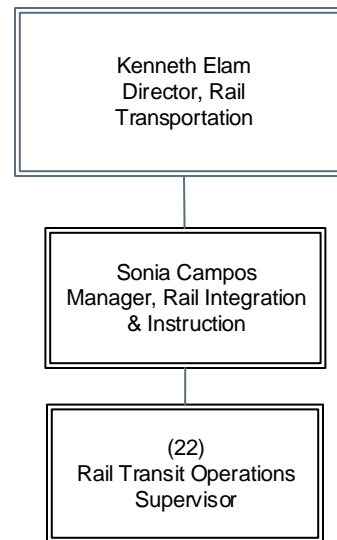 Kenneth Elam
Director, Rail
Transportation
Sonia Campos
Manager, Rail Integration
& Instruction
(22)
Rail Transit Operations
Supervisor